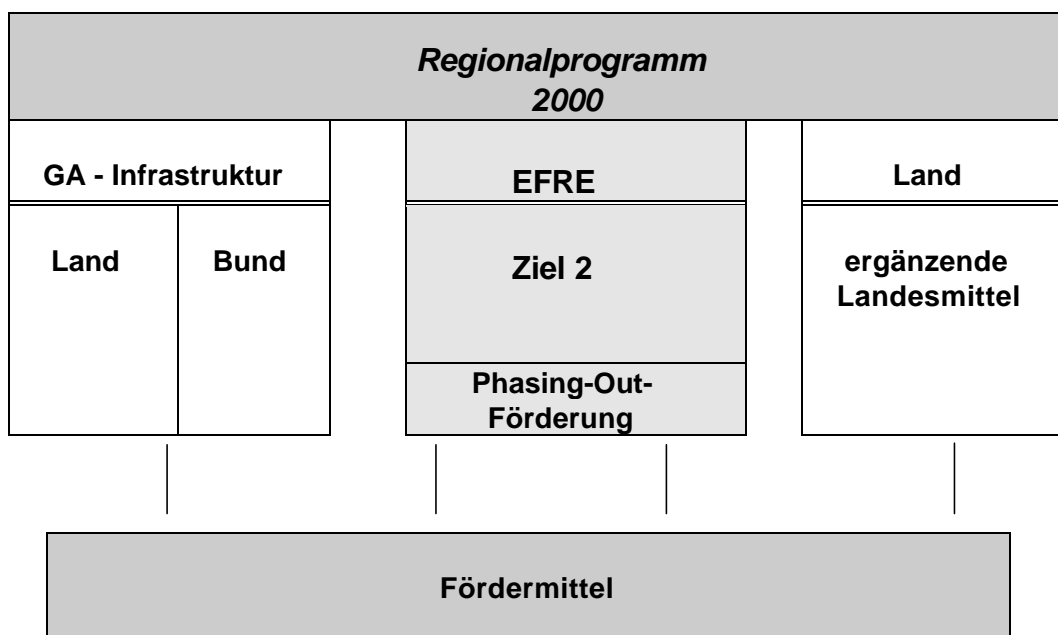 Regionalprogramm
2000
GA - Infrastruktur
Land
Bund
EFRE
Ziel 2
Phasing-Out-
Förderung
Land
ergänzende
Landesmittel
Fördermittel